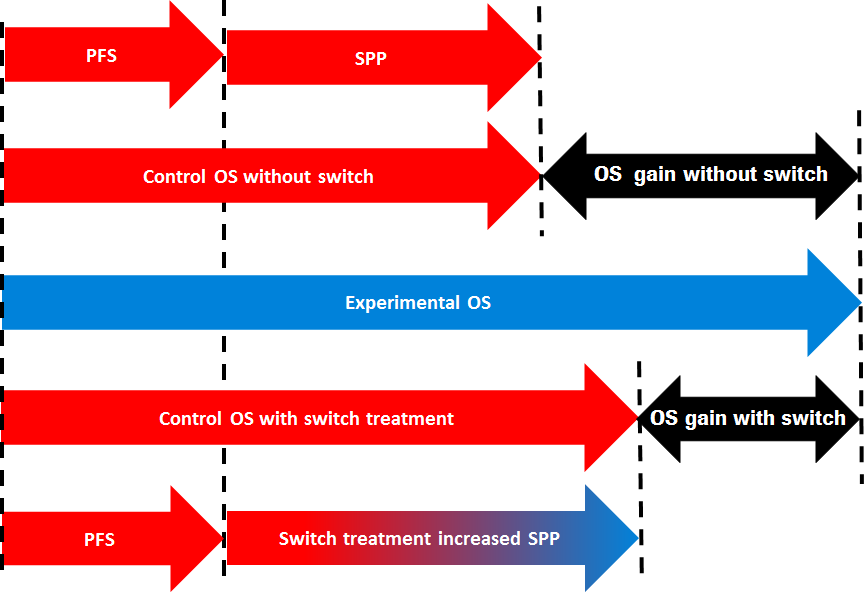 PFS
SPP
Control OS without switch
OS gain without switch
Experimental OS
Control OS with switch treatment
OS gain with switch
PFS
Switch treatment increased SPP